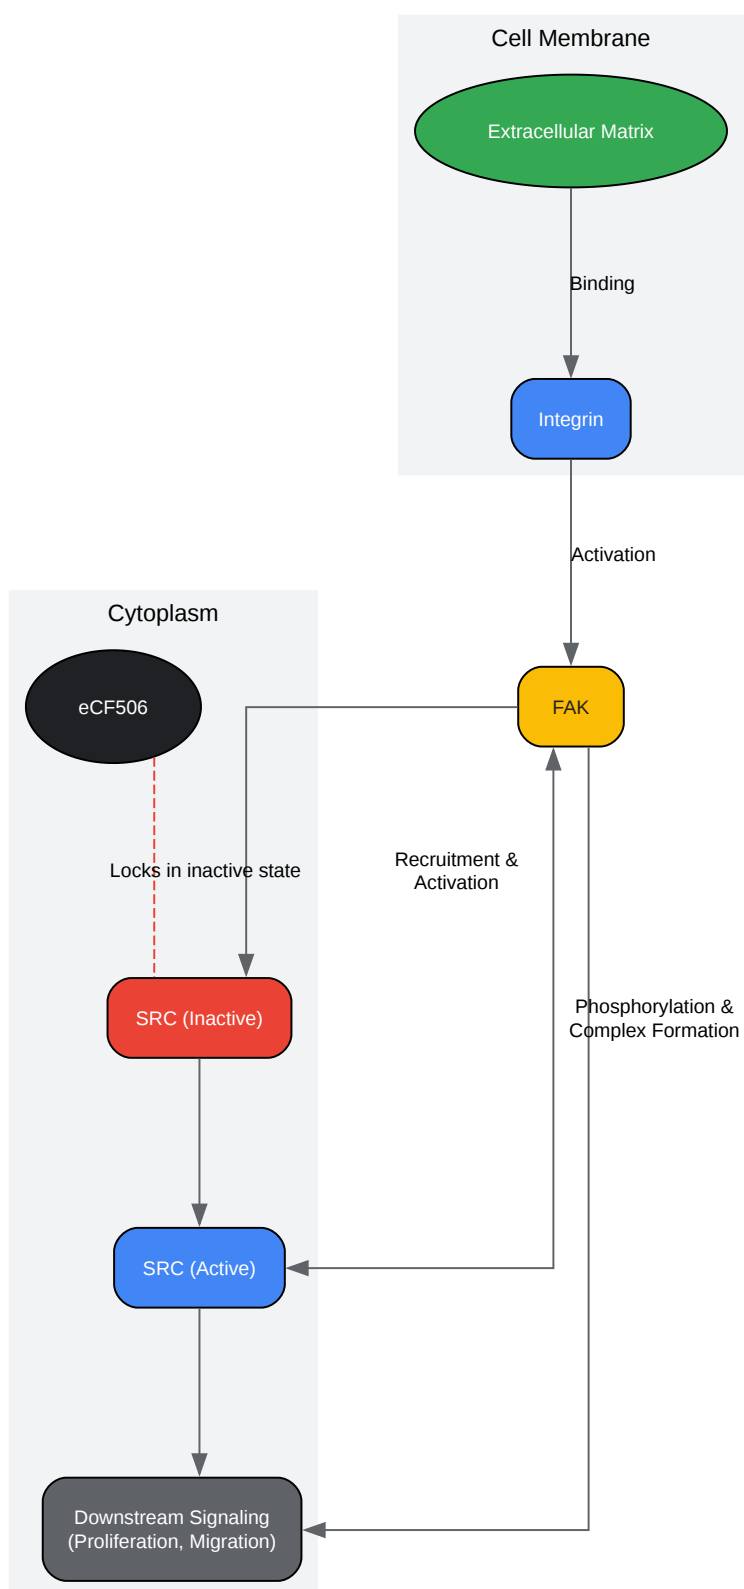 Cell Membrane
Extracellular Matrix
Binding
Integrin
Activation
Cytoplasm
eCF506
FAK
Locks in inactive state
Recruitment &
Activation
SRC (Inactive)
Phosphorylation &
Complex Formation
SRC (Active)
Downstream Signaling
(Proliferation, Migration)